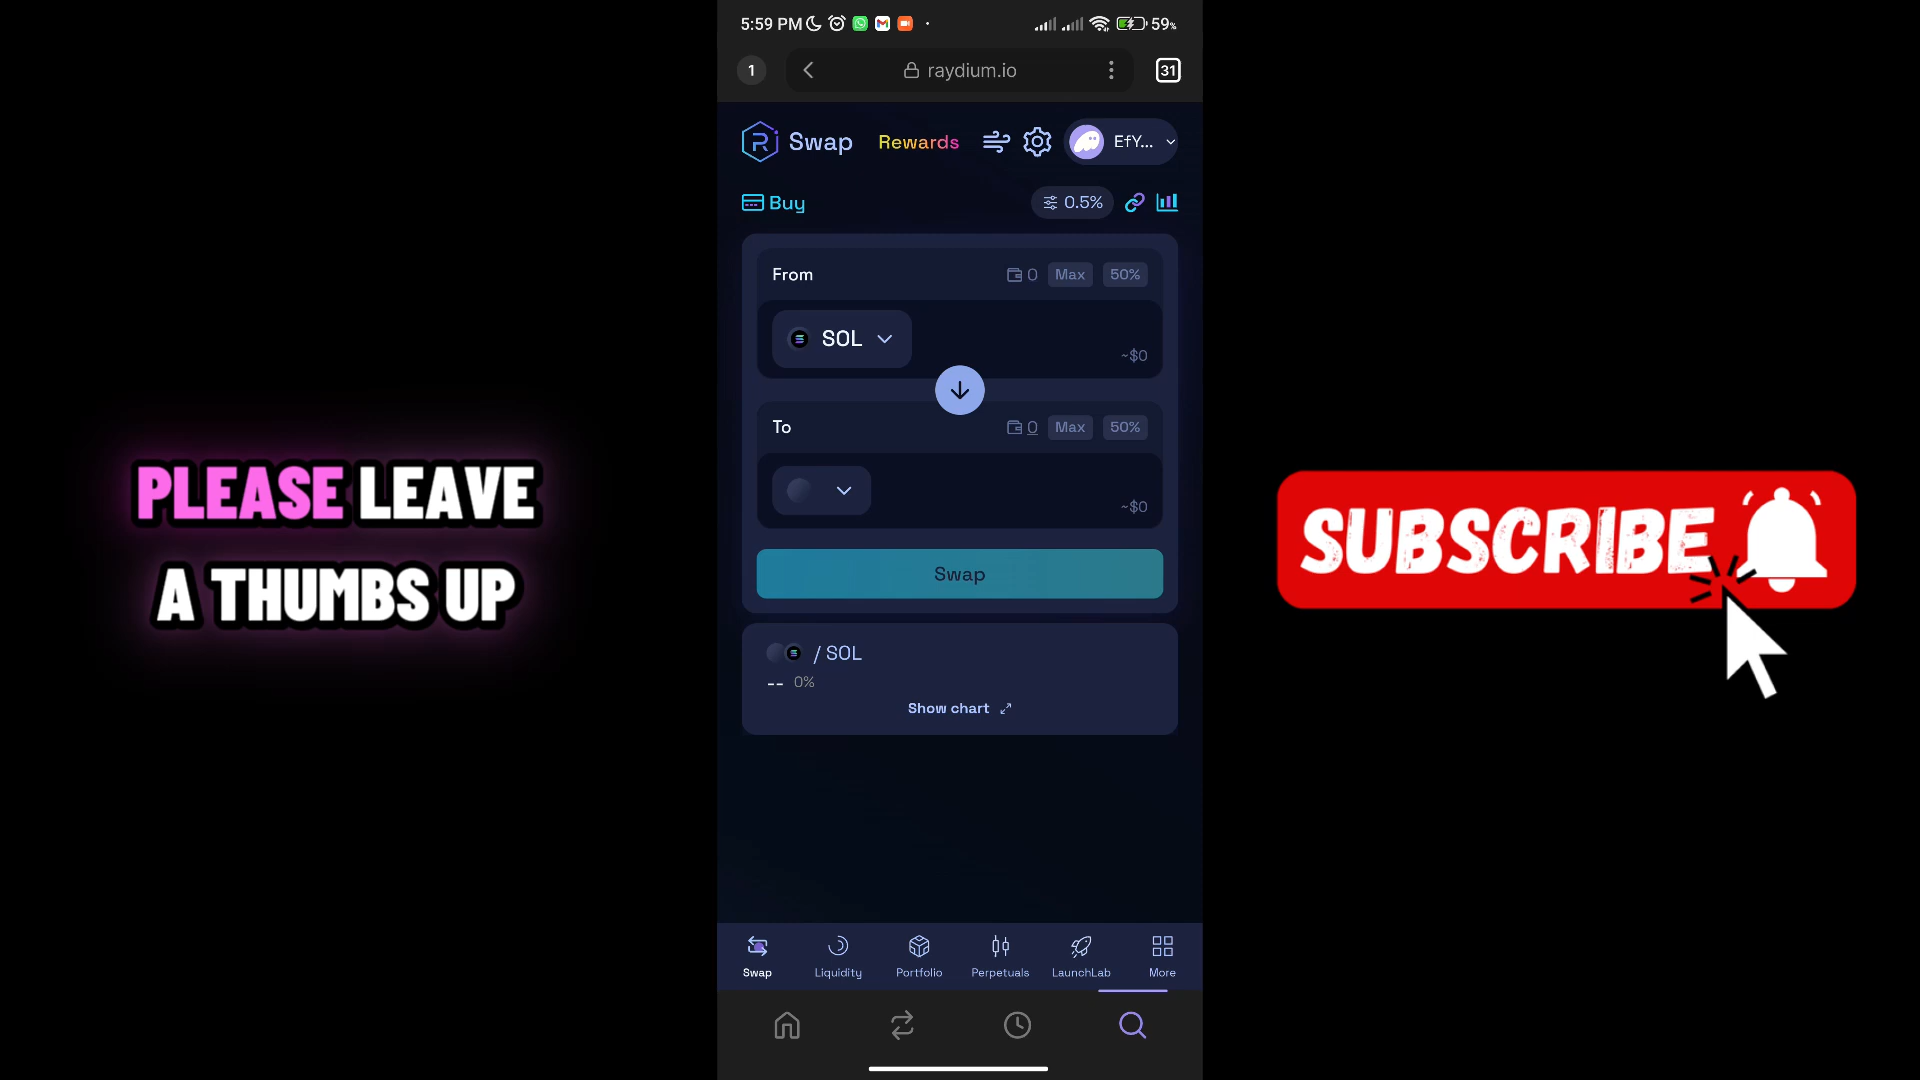 5:59 PM 59%
1 raydium.io 31
Swap Rewards EfY...
Buy 0.5%
From 0 Max 50%
SOL
~$0
To 0 Max 50%
~$0
Swap
/ SOL
-- 0%
Show chart
Swap Liquidity Portfolio Perpetuals LaunchLab More
PLEASE LEAVE
A THUMBS UP
SUBSCRIBE